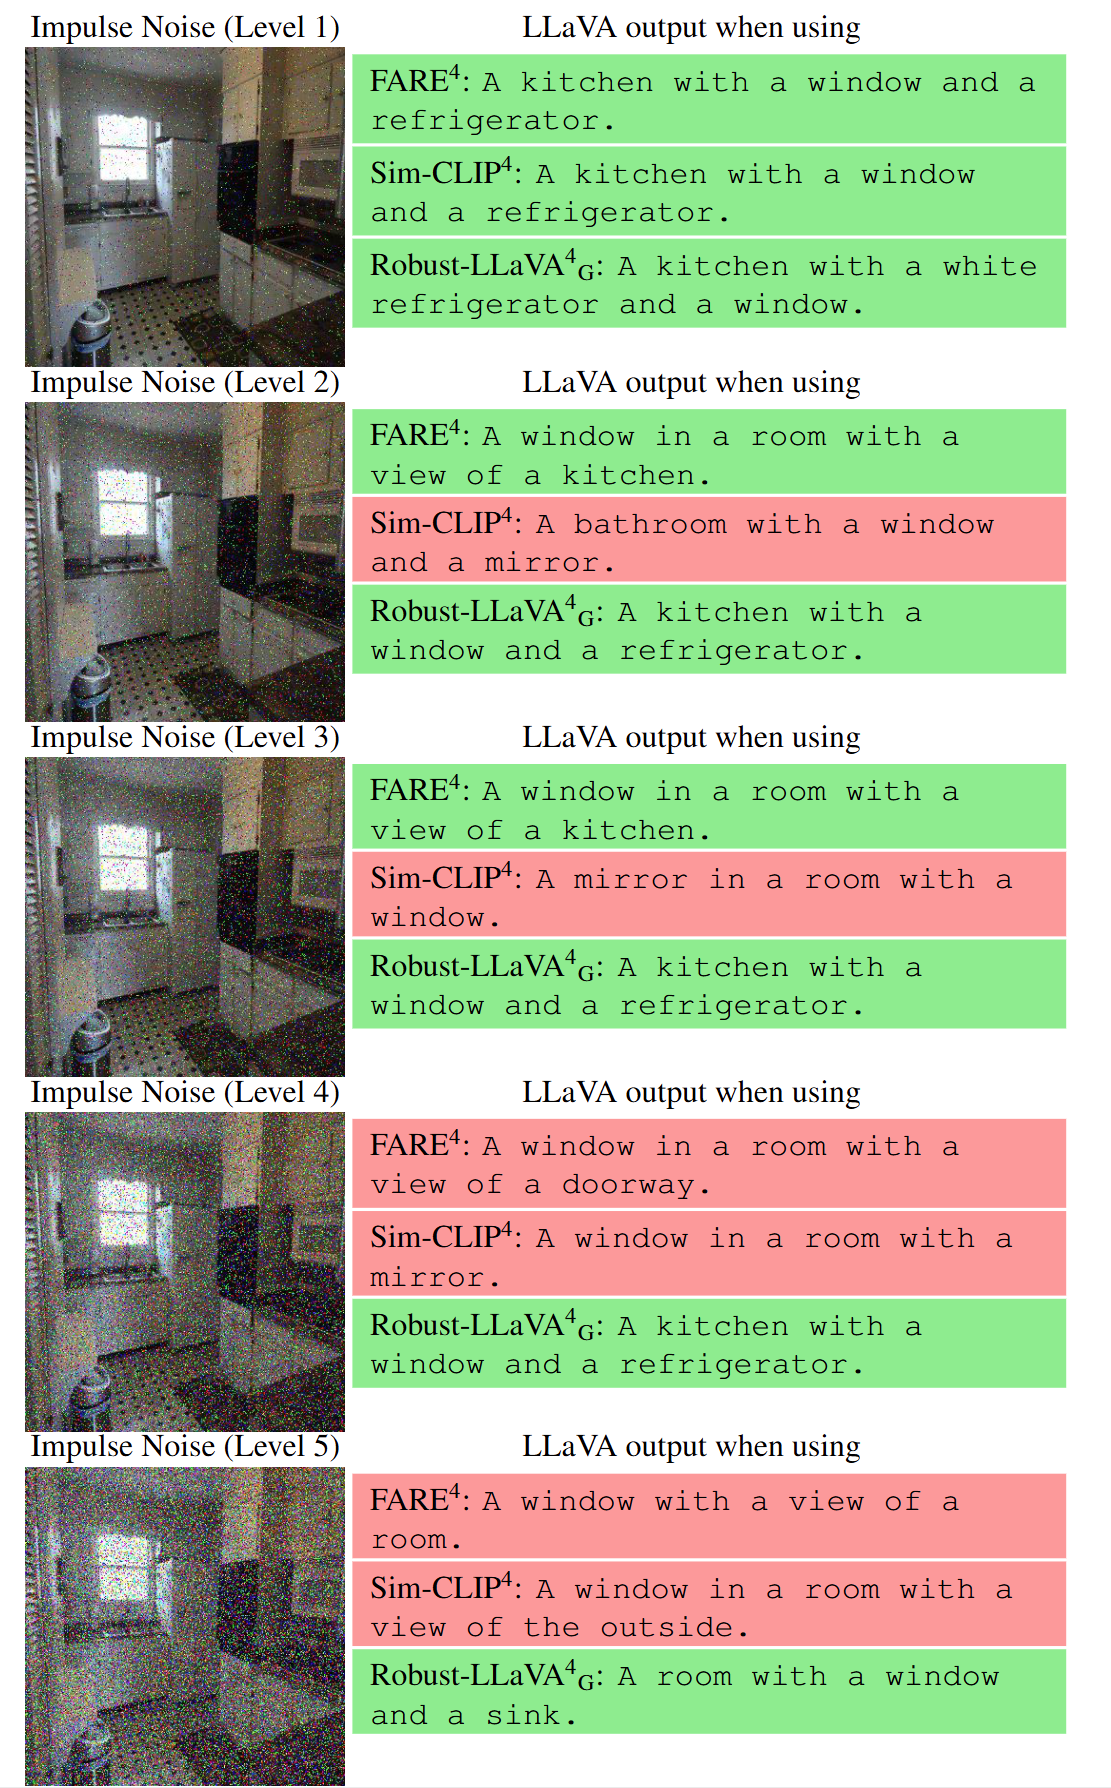 Impulse Noise (Level 1)
LLaVA output when using
FARE⁴: A kitchen with a window and a
refrigerator.
Sim-CLIP⁴: A kitchen with a window
and a refrigerator.
Robust-LLaVA⁴G: A kitchen with a white
refrigerator and a window.
Impulse Noise (Level 2)
LLaVA output when using
FARE⁴: A window in a room with a
view of a kitchen.
Sim-CLIP⁴: A bathroom with a window
and a mirror.
Robust-LLaVA⁴G: A kitchen with a
window and a refrigerator.
Impulse Noise (Level 3)
LLaVA output when using
FARE⁴: A window in a room with a
view of a kitchen.
Sim-CLIP⁴: A mirror in a room with a
window.
Robust-LLaVA⁴G: A kitchen with a
window and a refrigerator.
Impulse Noise (Level 4)
LLaVA output when using
FARE⁴: A window in a room with a
view of a doorway.
Sim-CLIP⁴: A window in a room with a
mirror.
Robust-LLaVA⁴G: A kitchen with a
window and a refrigerator.
Impulse Noise (Level 5)
LLaVA output when using
FARE⁴: A window with a view of a
room.
Sim-CLIP⁴: A window in a room with a
view of the outside.
Robust-LLaVA⁴G: A room with a window
and a sink.